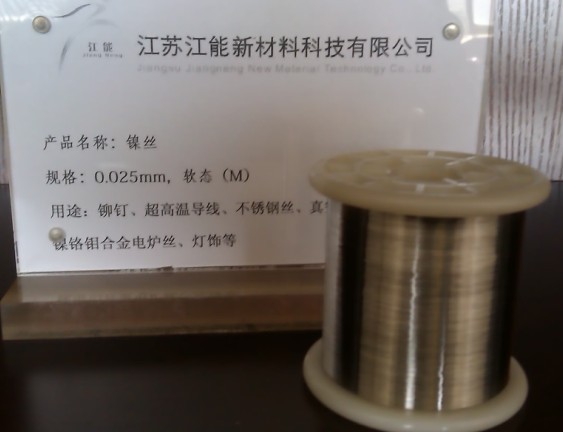 江能
Jiang Neng
江苏江能新材料科技有限公司
Jiangsu Jiangneng New Material Technology Co., Ltd
产品名称：镍丝
规格：0.025mm，软态（M）
用途：铆钉、超高温导线、不锈钢丝、真
镍铬钼合金电炉丝、灯饰等